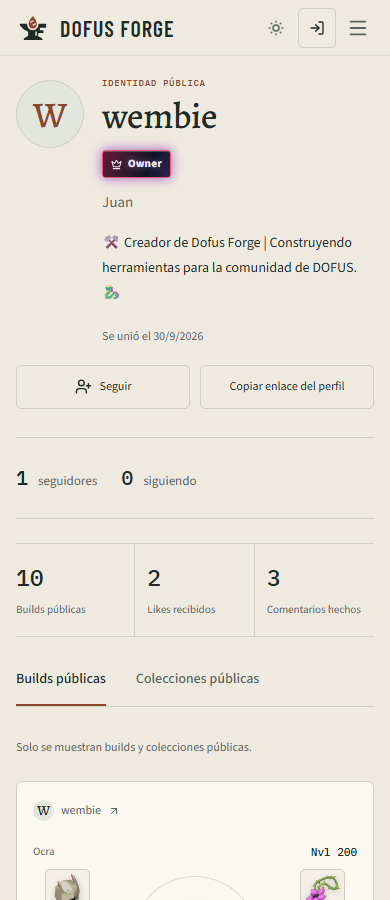 DOFUS FORGE
IDENTIDAD PÚBLICA
W
wembie
Owner
Juan
Creador de Dofus Forge | Construyendo
herramientas para la comunidad de DOFUS.
Se unió el 30/9/2026
Seguir
Copiar enlace del perfil
1 seguidores 0 siguiendo
10 2 3
Builds públicas Likes recibidos Comentarios hechos
Builds públicas Colecciones públicas
Solo se muestran builds y colecciones públicas.
W wembie
Ocra Nvl 200